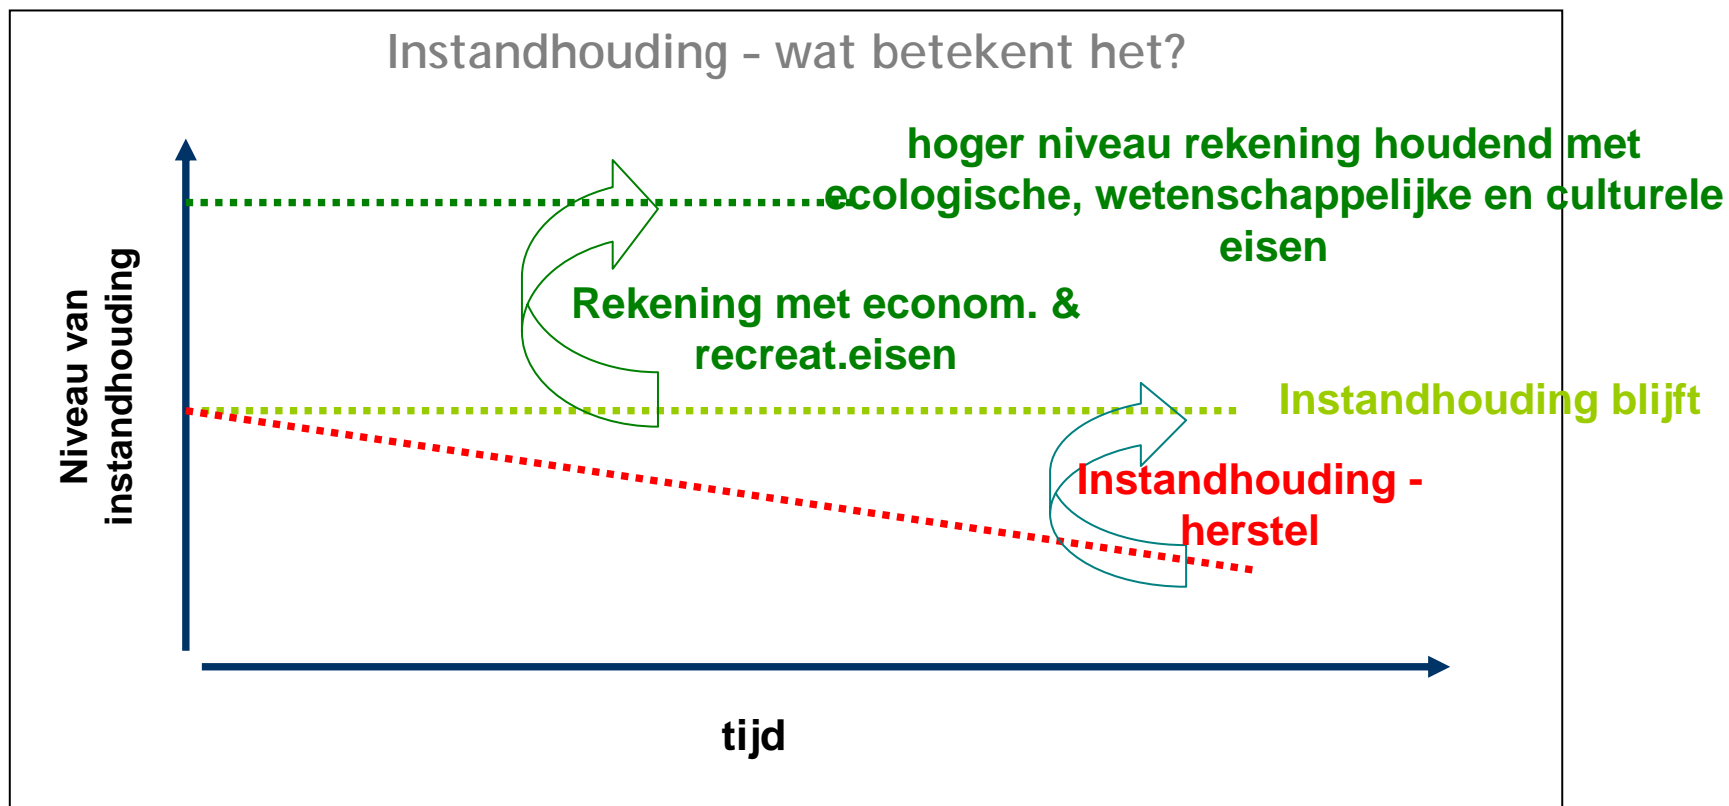 Instandhouding - wat betekent het?
hoger niveau rekening houdend met
ecologische, wetenschappelijke en culturele
eisen
Niveau van
instandhouding
Rekening met econom. &
recreat.eisen
Instandhouding blijft
Instandhouding -
herstel
tijd